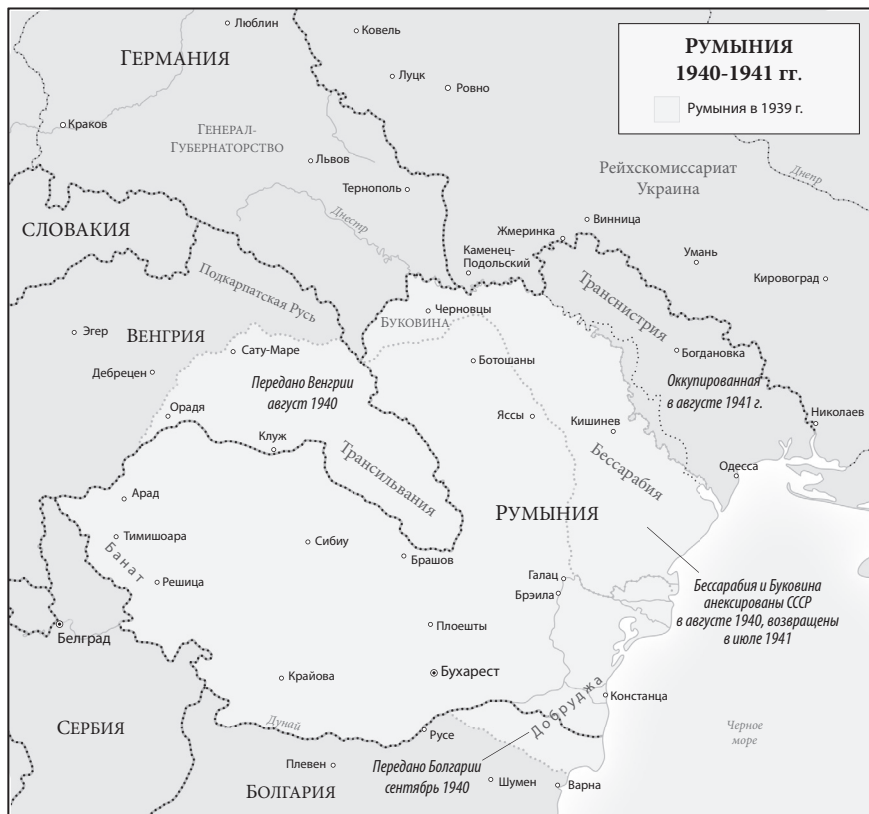 Люблин
Ковель
РУМЫНИЯ
1940-1941 гг.
Румыния в 1939 г.
ГЕРМАНИЯ
Луцк
Ровно
Краков
ГЕНЕРАЛ-
ГУБЕРНАТОРСТВО
Львов
Тернополь
Рейхскомиссариат
Украина
Днепр
Днестр
СЛОВАКИЯ
Винница
Жмеринка
Каменец-
Подольский
Умань
Кировоград
Подкарпатская Русь
Транснистрия
Черновцы
БУКОВИНА
Эгер
ВЕНГРИЯ
Сату-Маре
Ботошаны
Богдановка
Дебрецен
Передано Венгрии
август 1940
Оккупированная
в августе 1941 г.
Орадя
Яссы
Кишинев
Николаев
Клуж
Трансильвания
Бессарабия
Одесса
Арад
РУМЫНИЯ
Тимишоара
Банат
Сибиу
Брашов
Решица
Галац
Брэила
Бессарабия и Буковина
анексированы СССР
в августе 1940, возвращены
в июле 1941
Белград
Плоешты
Крайова
Бухарест
Добруджа
Констанца
СЕРБИЯ
Дунай
Русе
Черное
море
Плевен
Передано Болгарии
сентябрь 1940
Шумен
Варна
БОЛГАРИЯ